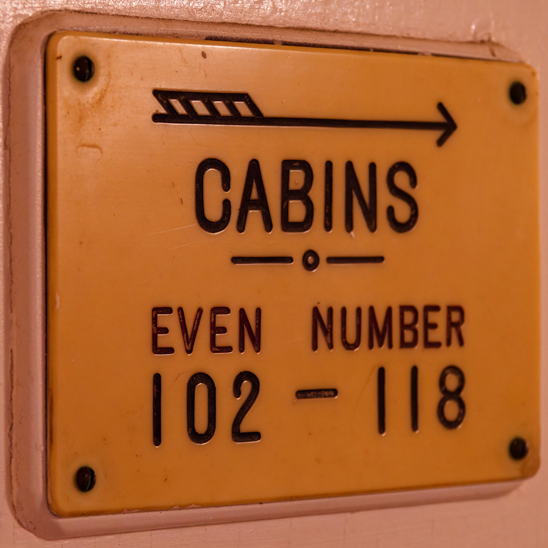 CABINS
EVEN NUMBER
102 - 118